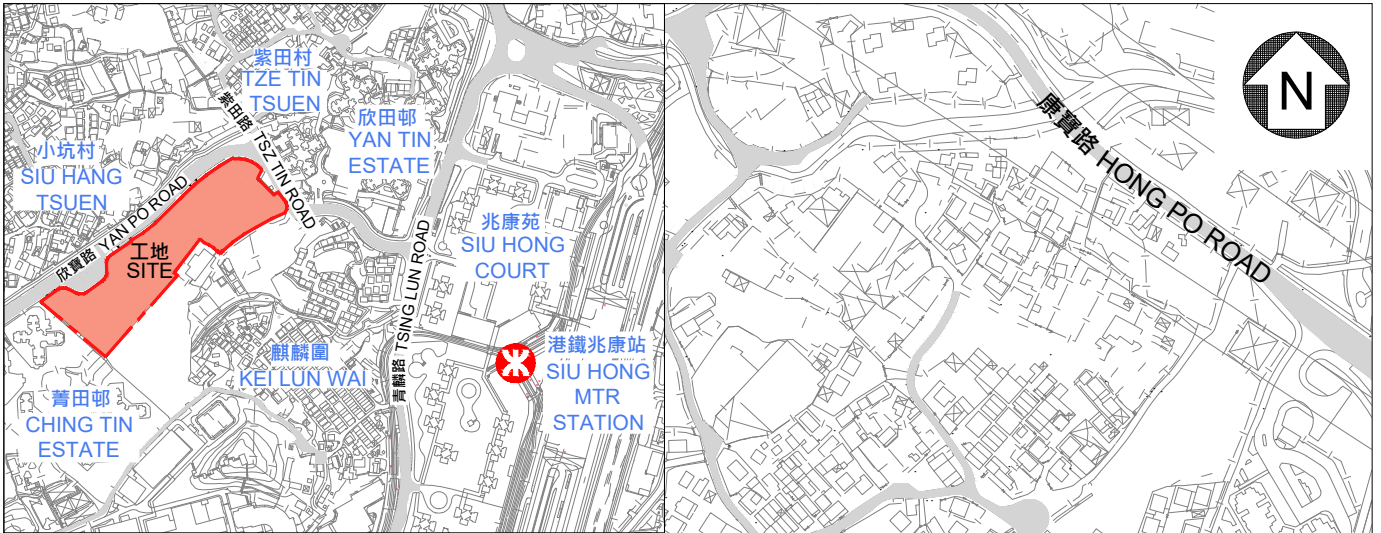 紫田村
TZE TIN
TSUEN
紫田路 TSZ TIN ROAD
欣田邨
YAN TIN
ESTATE
小坑村
SIU HANG
TSUEN
欣寶路 YAN PO ROAD
工地
SITE
兆康苑
SIU HONG
COURT
青麟路 TSING LUN ROAD
麒麟圍
KEI LUN WAI
港鐵兆康站
SIU HONG
MTR
STATION
菁田邨
CHING TIN
ESTATE
康寶路 HONG PO ROAD
N